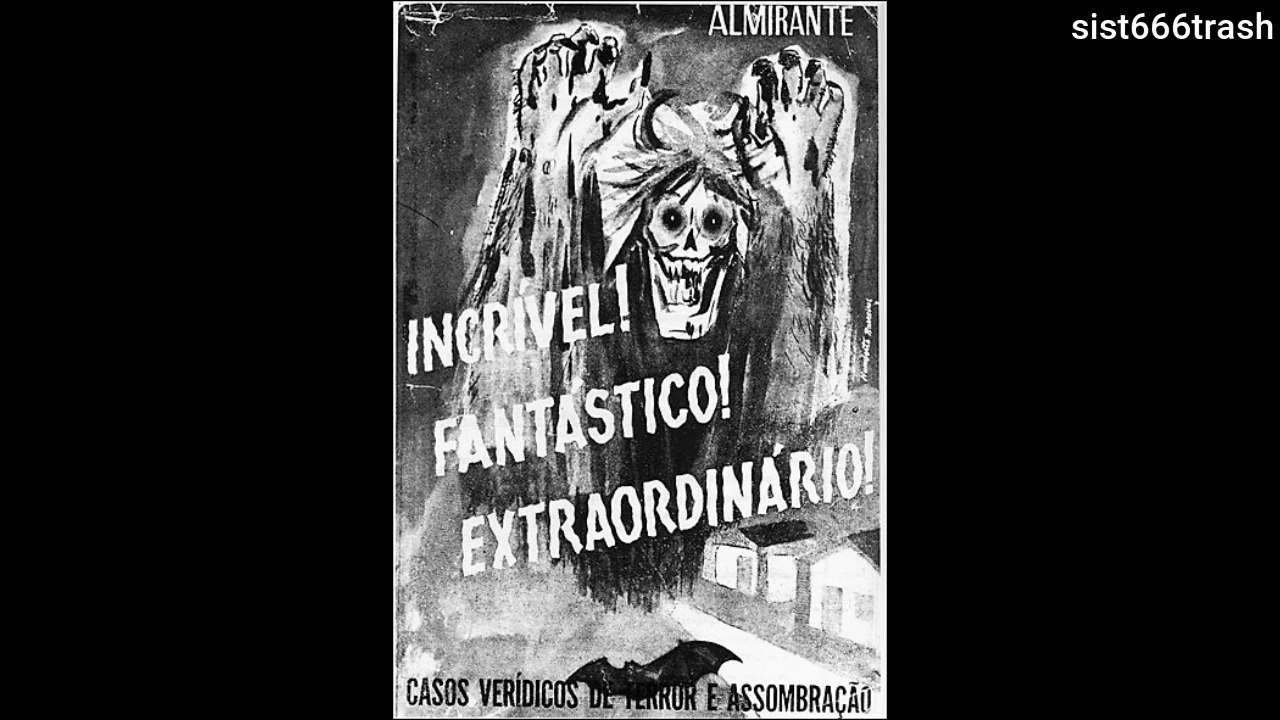 sist666trash
ALMIRANTE
INCRÍVEL!
FANTÁSTICO!
EXTRAORDINÁRIO!
CASOS VERÍDICOS DE TERROR E ASSOMBRAÇÃO